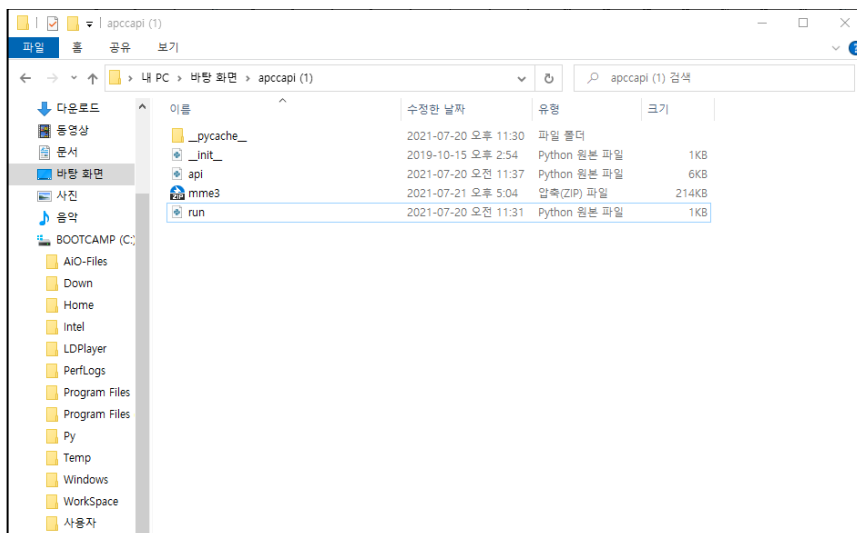 apccapi (1)
파일 홈 공유 보기
내 PC > 바탕 화면 > apccapi (1)
apccapi (1) 검색
다운로드
동영상
문서
바탕 화면
사진
음악
BOOTCAMP (C:)
AiO-Files
Down
Home
Intel
LDPlayer
PerfLogs
Program Files
Program Files
Py
Temp
Windows
WorkSpace
사용자
이름 수정한 날짜 유형 크기
__pycache__ 2021-07-20 오후 11:30 파일 폴더
__init__ 2019-10-15 오후 2:54 Python 원본 파일 1KB
api 2021-07-20 오전 11:37 Python 원본 파일 6KB
ZIP mme3 2021-07-21 오후 5:04 압축(ZIP) 파일 214KB
run 2021-07-20 오전 11:31 Python 원본 파일 1KB